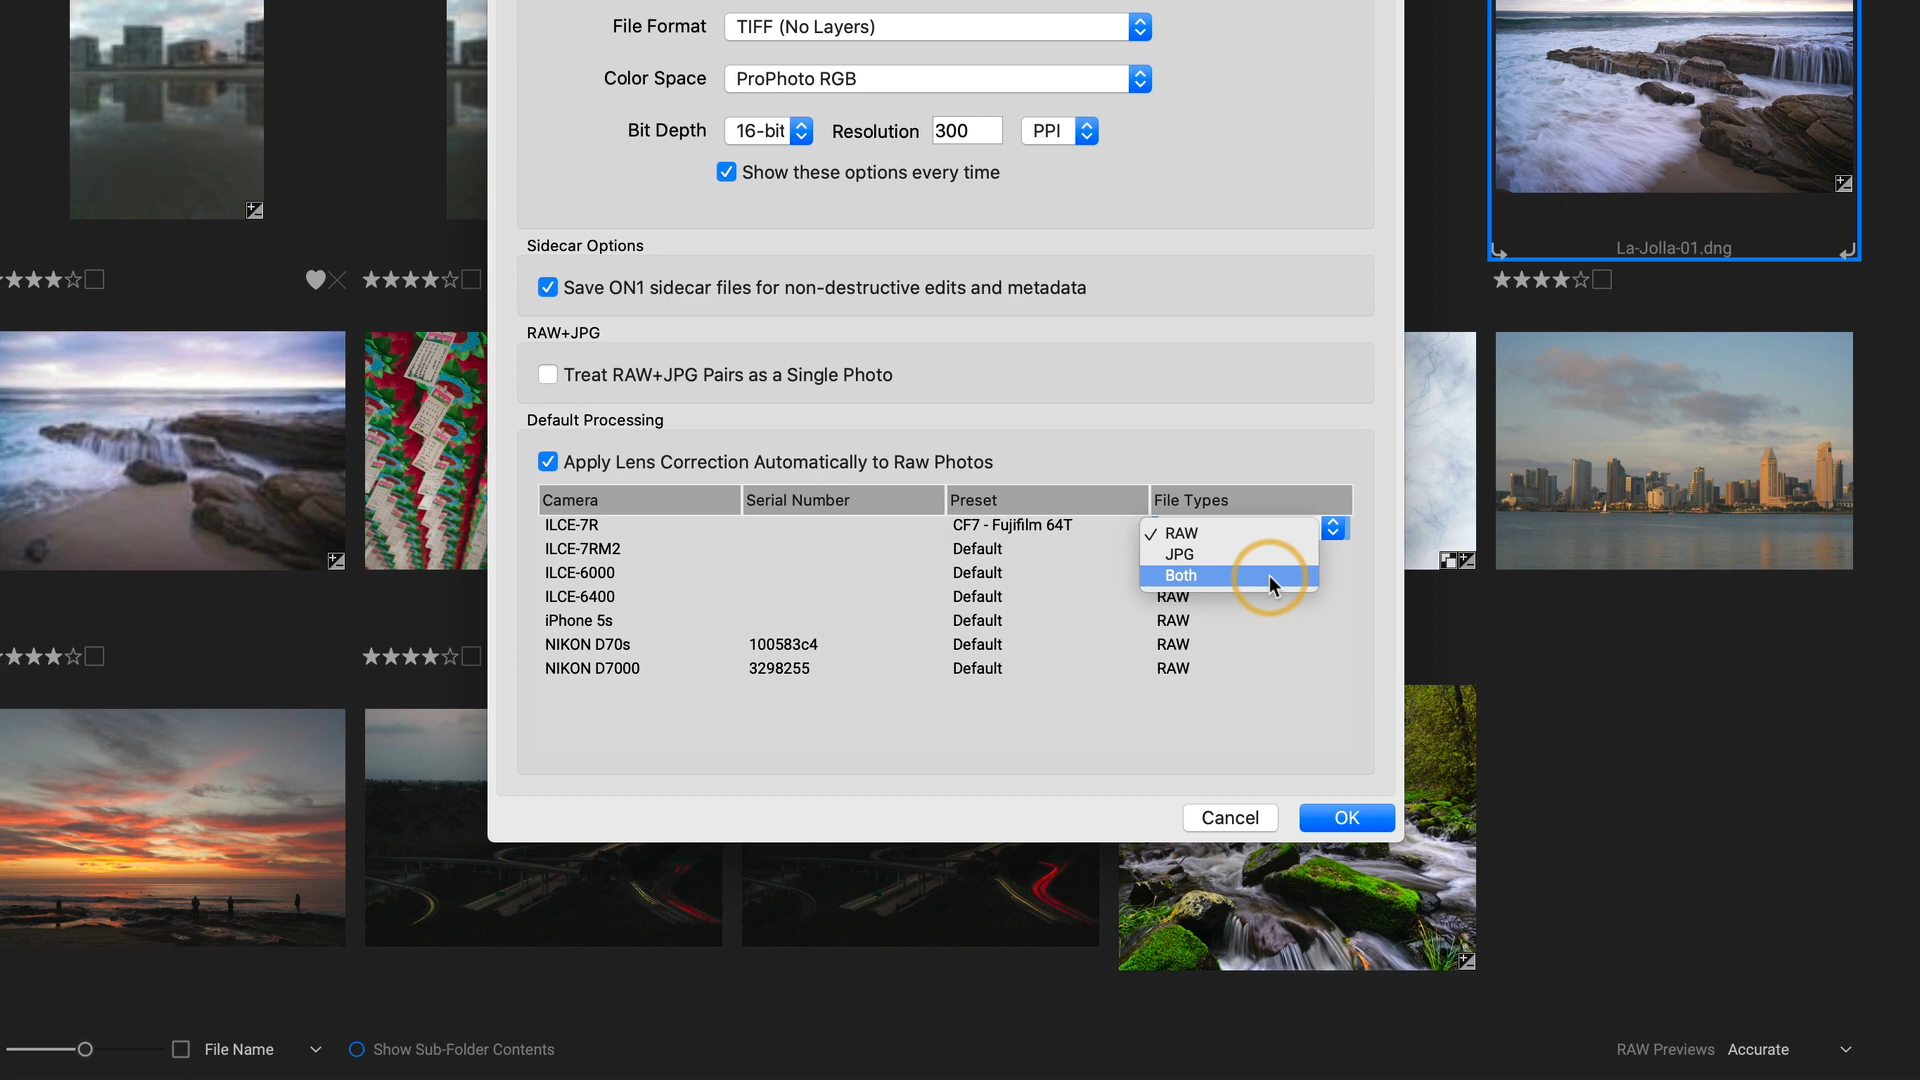 File Format TIFF (No Layers)
Color Space ProPhoto RGB
Bit Depth 16-bit Resolution 300 PPI
Show these options every time
Sidecar Options
Save ON1 sidecar files for non-destructive edits and metadata
RAW+JPG
Treat RAW+JPG Pairs as a Single Photo
Default Processing
Apply Lens Correction Automatically to Raw Photos
Camera Serial Number Preset File Types
ILCE-7R CF7 - Fujifilm 64T
RAW
ILCE-7RM2 Default
JPG
ILCE-6000 Default
Both
ILCE-6400 Default RAW
iPhone 5s Default RAW
NIKON D70s 100583c4 Default RAW
NIKON D7000 3298255 Default RAW
Cancel OK
La-Jolla-01.dng
File Name Show Sub-Folder Contents RAW Previews Accurate